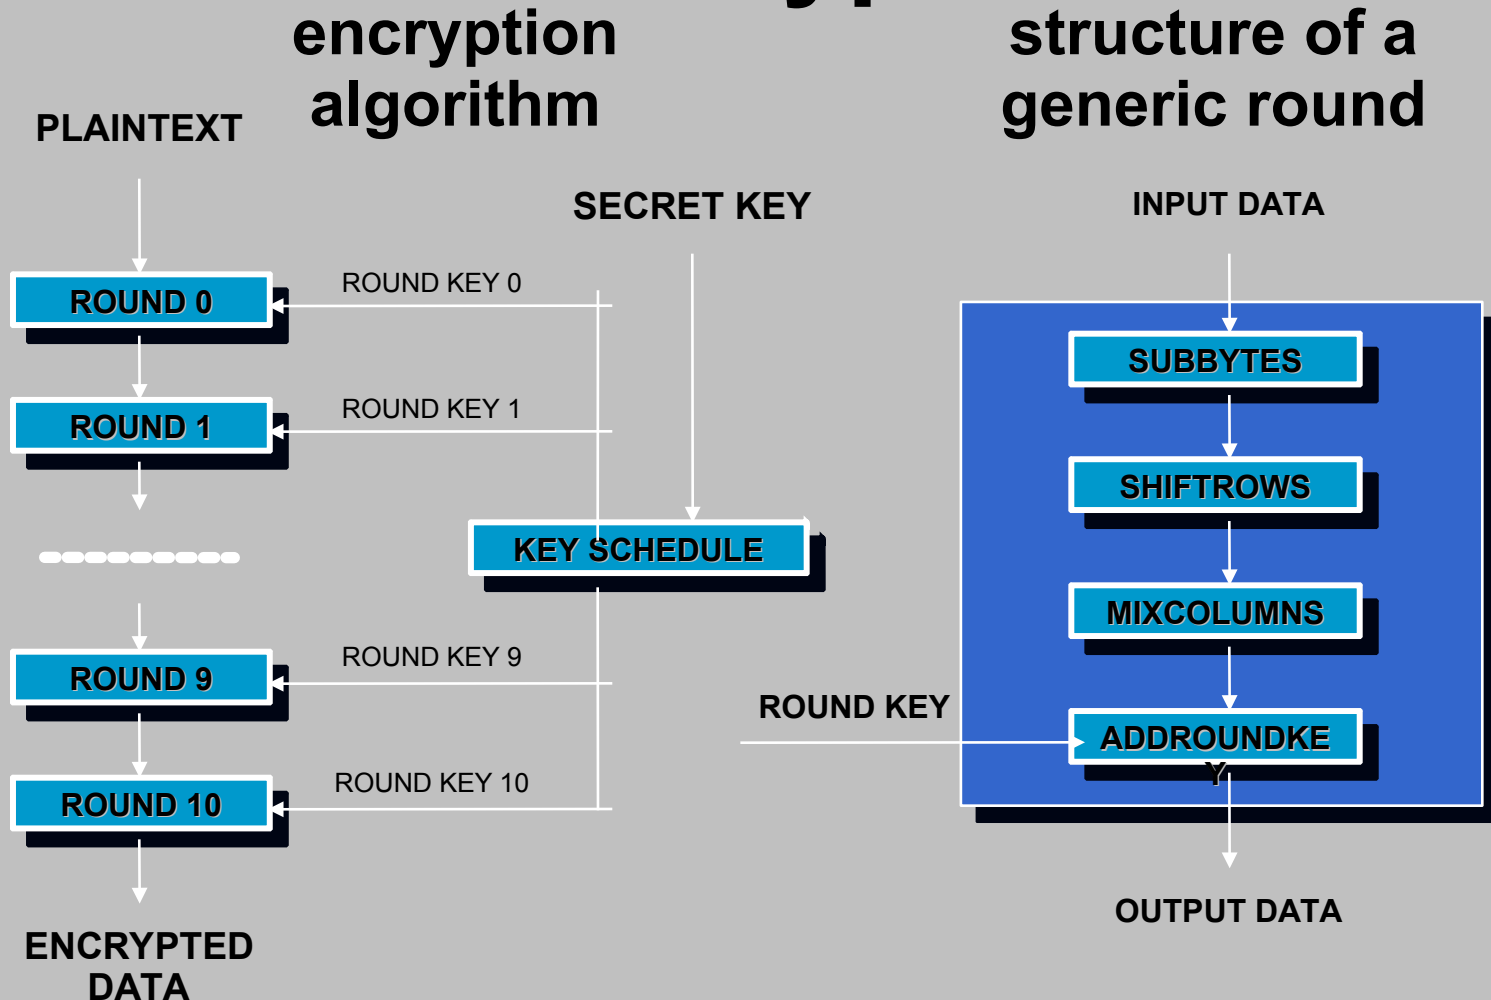 encryption
algorithm
structure of a
generic round
PLAINTEXT
SECRET KEY
INPUT DATA
ROUND KEY 0
ROUND 0
ROUND KEY 1
ROUND 1
KEY SCHEDULE
ROUND KEY 9
ROUND 9
ROUND KEY 10
ROUND 10
ENCRYPTED
DATA
SUBBYTES
SHIFTROWS
MIXCOLUMNS
ROUND KEY
ADDROUNDKE
Y
OUTPUT DATA